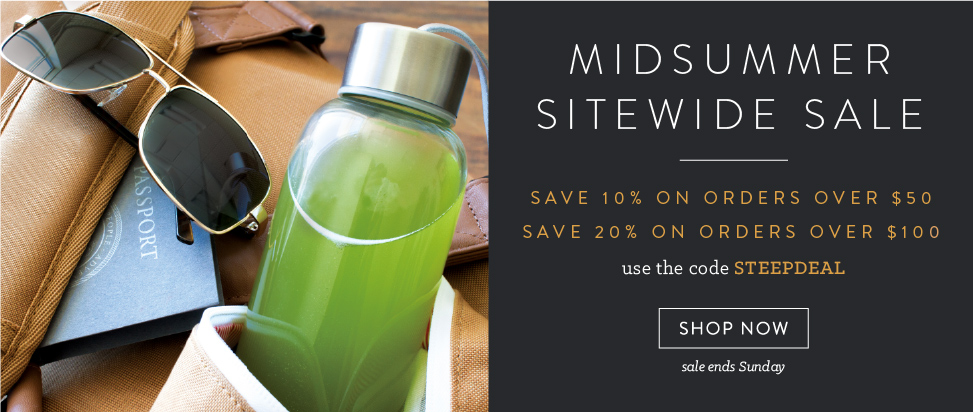 PASSPORT
MIDSUMMER
SITEWIDE SALE
SAVE 10% ON ORDERS OVER $50
SAVE 20% ON ORDERS OVER $100
use the code STEEPDEAL
SHOP NOW
sale ends Sunday